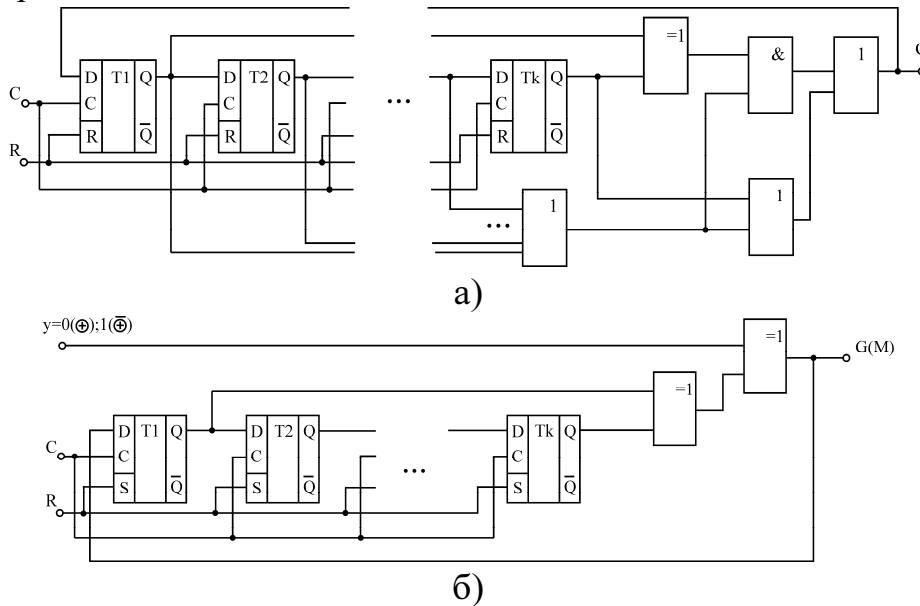 =1
&
1
D T1 Q
D T2 Q
...
D Tk Q
C
C
C
C
R Q̅
R Q̅
R Q̅
R
1
...
1
а)
y=0(⊕);1(⊕̅)
=1
G(M)
=1
D T1 Q
D T2 Q
D Tk Q
C
C
C
C
...
S Q̅
S Q̅
S Q̅
R
б)